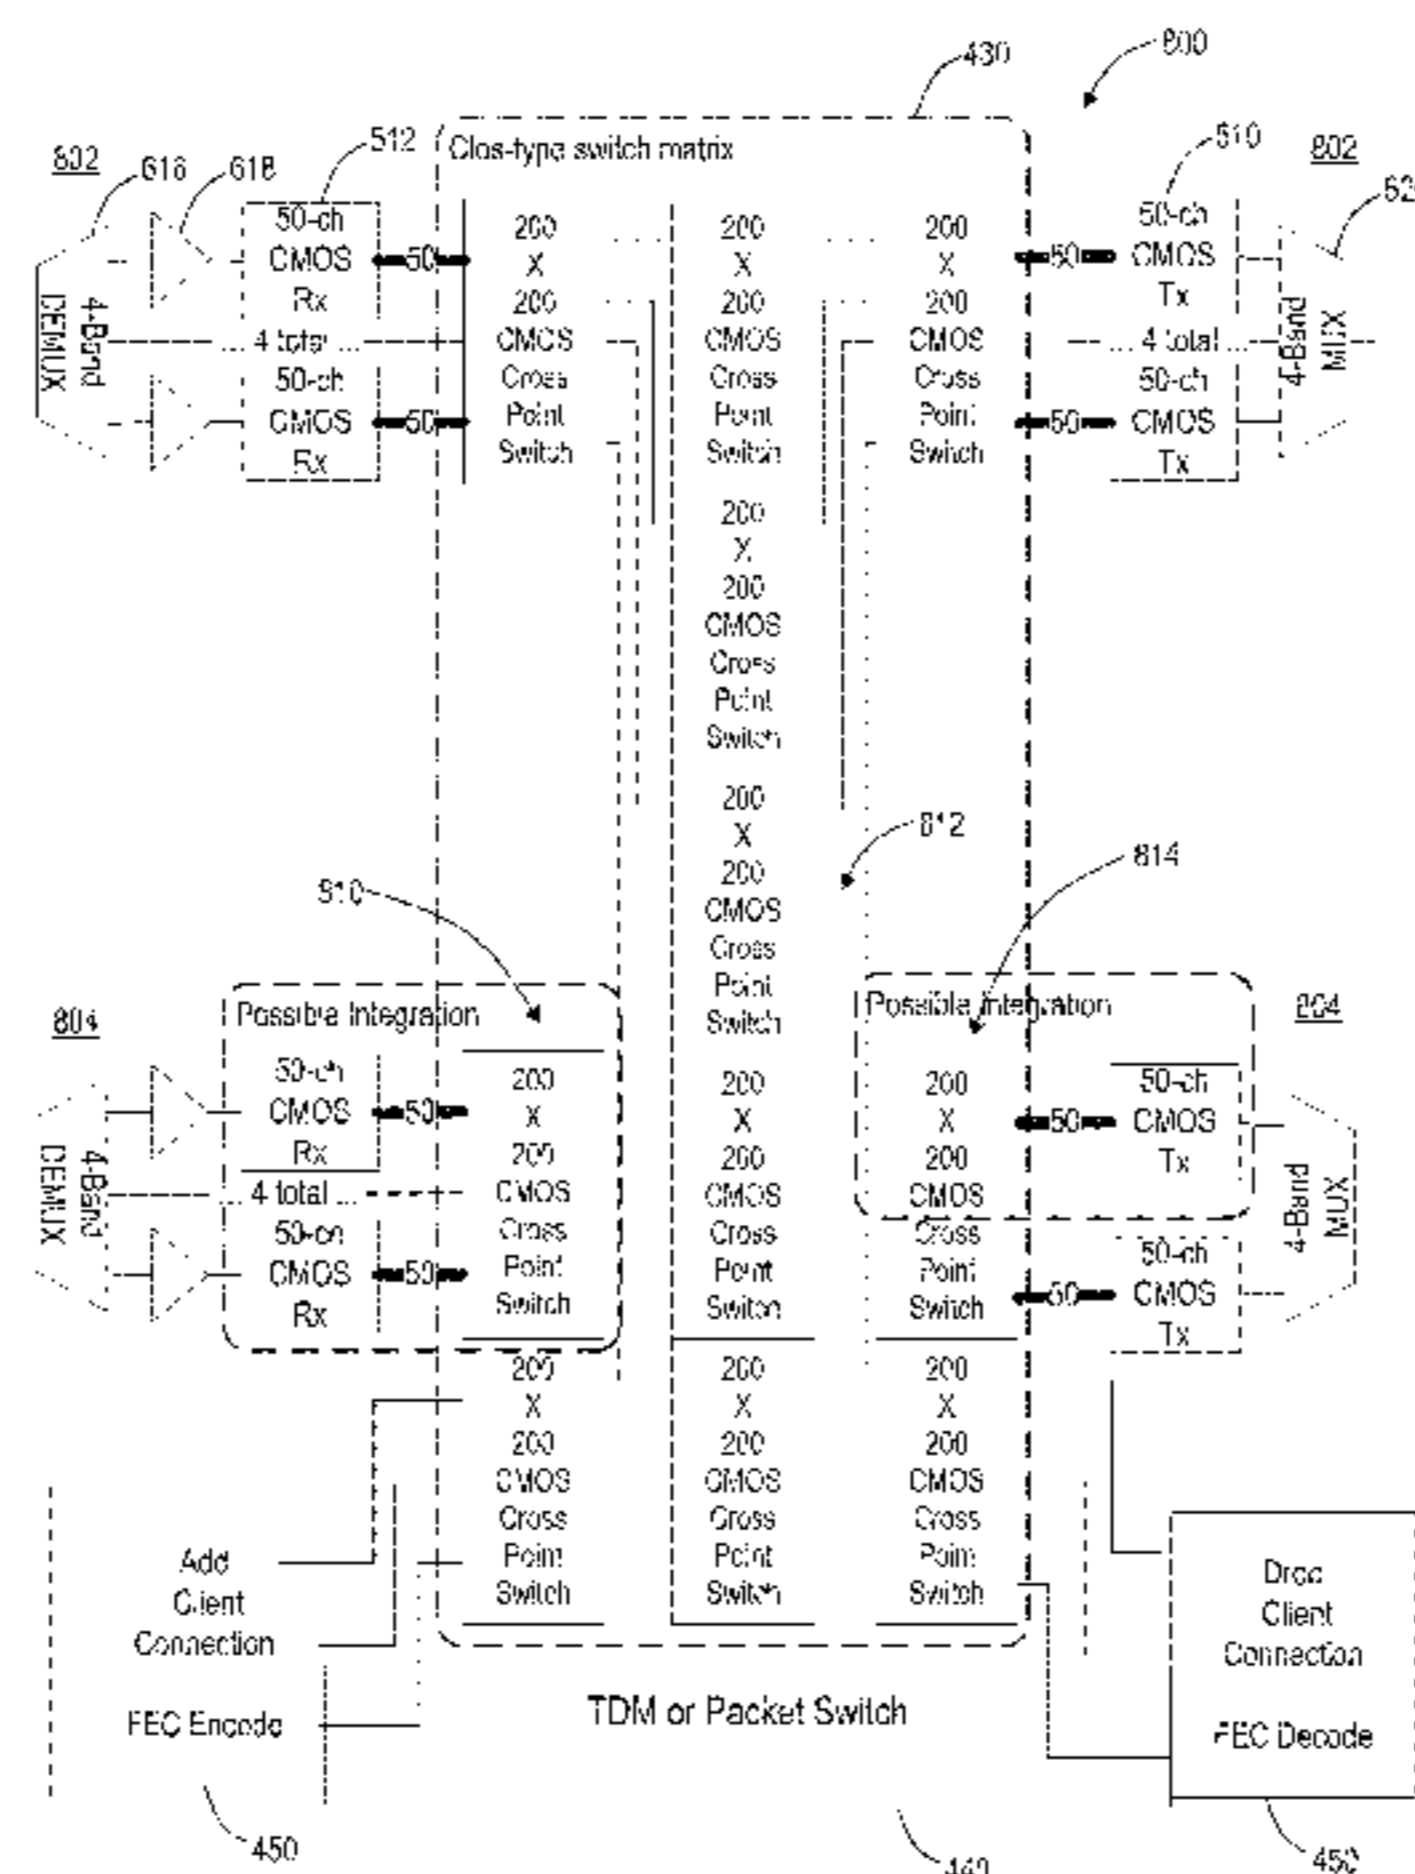 800
430
512
Clos-type switch matrix
510
802
616
618
802
50-ch
CMOS
Rx
50
200
X
200
CMOS
Cross
Point
Switch
200
X
200
CMOS
Cross
Point
Switch
200
X
200
CMOS
Cross
Point
Switch
50
50-ch
CMOS
Tx
4-Band
DEMUX
... 4 total ...
... 4 total ...
4-Band
MUX
50-ch
CMOS
Rx
50
50
50-ch
CMOS
Tx
200
X
200
CMOS
Cross
Point
Switch
200
X
200
CMOS
Cross
Point
Switch
812
814
810
804
Possible Integration
Possible Integration
804
50-ch
CMOS
Rx
50
200
X
200
CMOS
Cross
Point
Switch
200
X
200
CMOS
Cross
Point
Switch
200
X
200
CMOS
Cross
Point
Switch
50
50-ch
CMOS
Tx
4-Band
DEMUX
... 4 total ...
4-Band
MUX
50-ch
CMOS
Rx
50
50
50-ch
CMOS
Tx
200
X
200
CMOS
Cross
Point
Switch
200
X
200
CMOS
Cross
Point
Switch
200
X
200
CMOS
Cross
Point
Switch
Add
Client
Connection
FEC Encode
TDM or Packet Switch
Drop
Client
Connection
FEC Decode
450
450